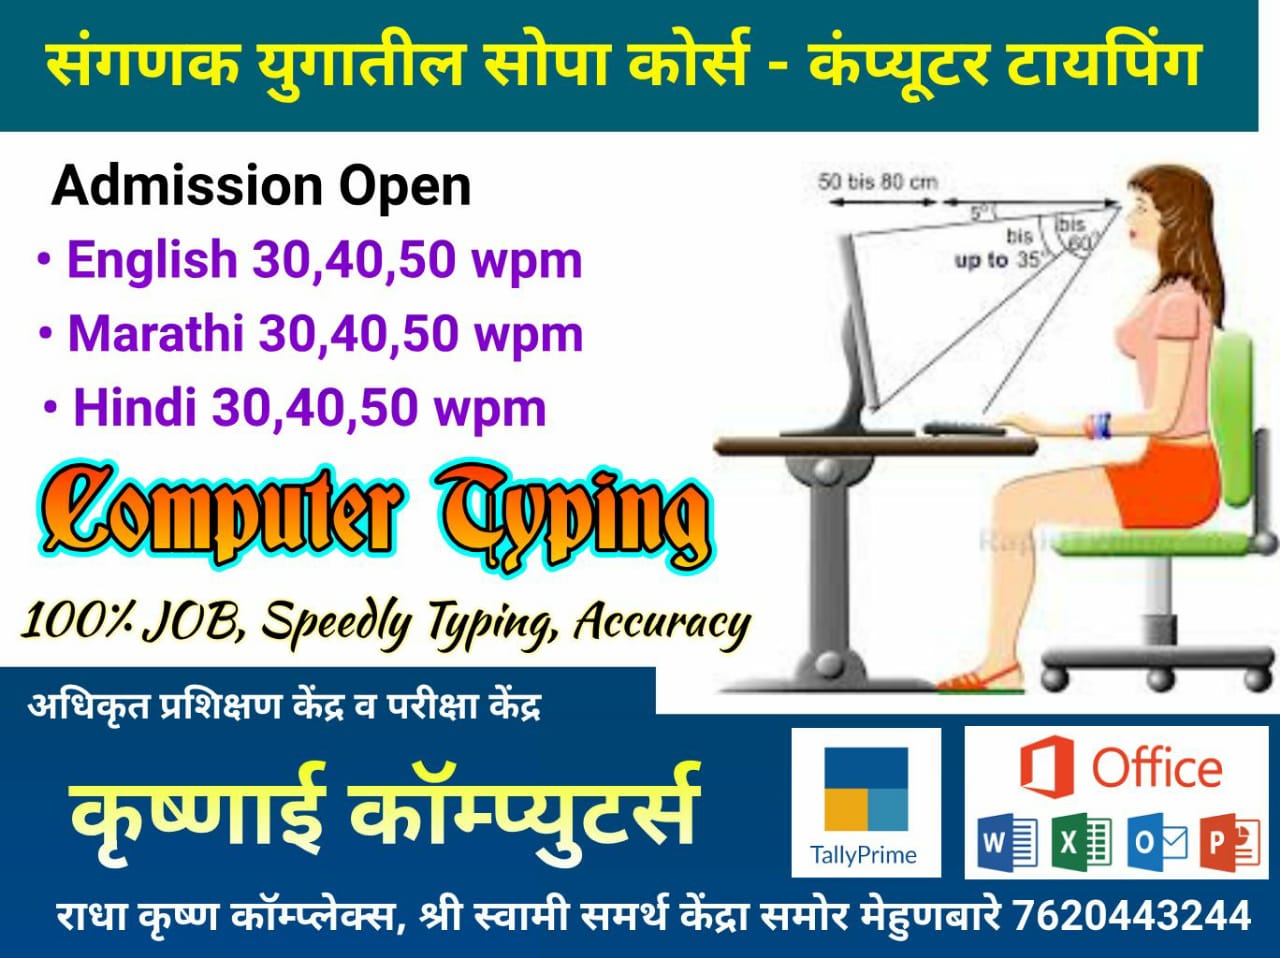 संगणक युगातील सोपा कोर्स - कंप्यूटर टायपिंग
Admission Open
• English 30,40,50 wpm
• Marathi 30,40,50 wpm
• Hindi 30,40,50 wpm
Computer Typing
100% JOB, Speedly Typing, Accuracy
50 bis 80 cm
5°
bis
60°
bis
up to 35°
अधिकृत प्रशिक्षण केंद्र व परीक्षा केंद्र
कृष्णाई कॉम्प्युटर्स
TallyPrime
Office
W X O P
राधा कृष्ण कॉम्प्लेक्स, श्री स्वामी समर्थ केंद्रा समोर मेहुणबारे 7620443244